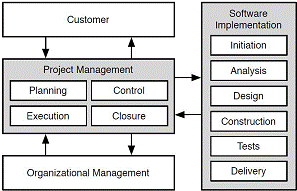 Customer
Project Management
Planning
Control
Execution
Closure
Organizational Management
Software
Implementation
Initiation
Analysis
Design
Construction
Tests
Delivery